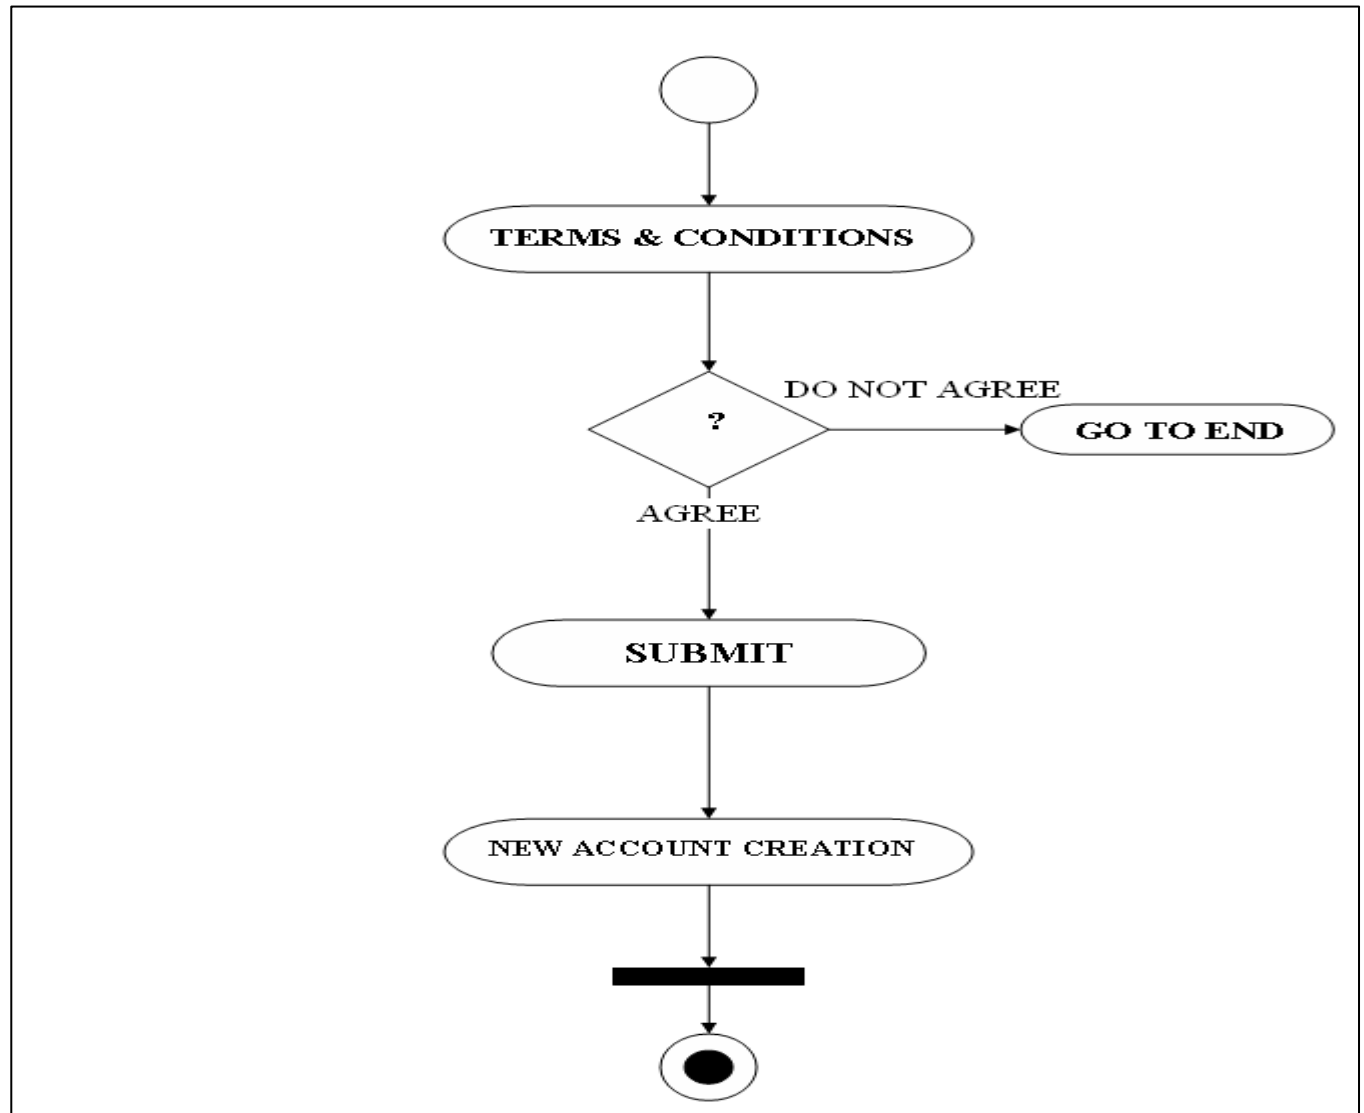 TERMS & CONDITIONS
?
DO NOT AGREE
GO TO END
AGREE
SUBMIT
NEW ACCOUNT CREATION